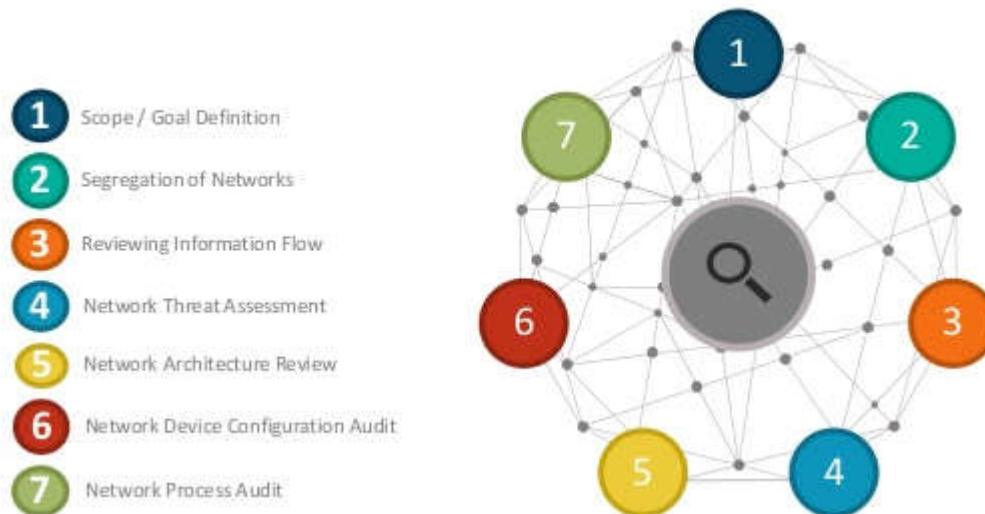 1 Scope / Goal Definition
2 Segregation of Networks
3 Reviewing Information Flow
4 Network Threat Assessment
5 Network Architecture Review
6 Network Device Configuration Audit
7 Network Process Audit
1
2
3
4
5
6
7